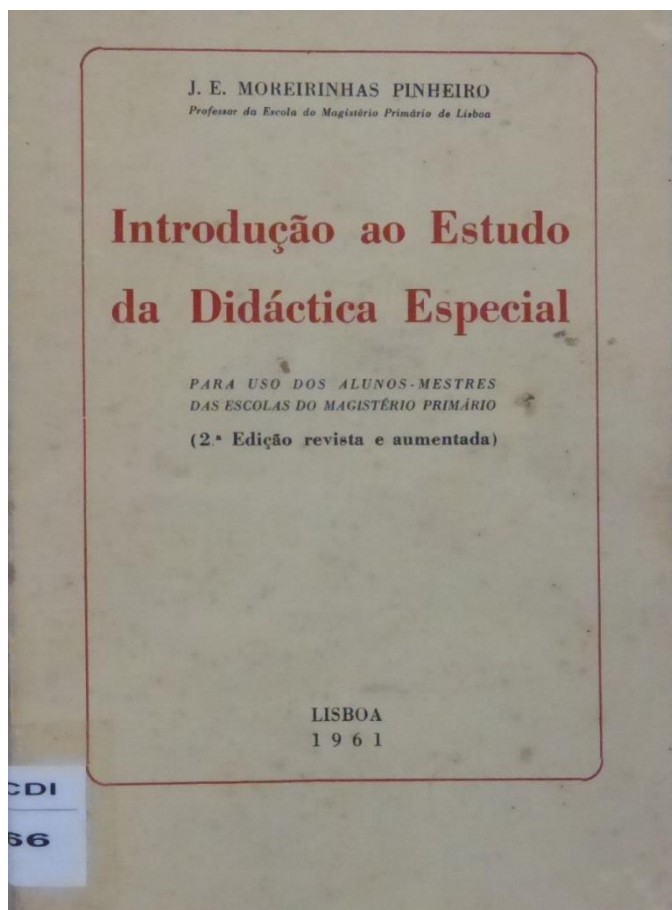 J. E. MOREIRINHAS PINHEIRO
Professor da Escola do Magistério Primário de Lisboa
Introdução ao Estudo
da Didáctica Especial
PARA USO DOS ALUNOS-MESTRES
DAS ESCOLAS DO MAGISTÉRIO PRIMÁRIO
(2.ª Edição revista e aumentada)
LISBOA
1961
CDI
66